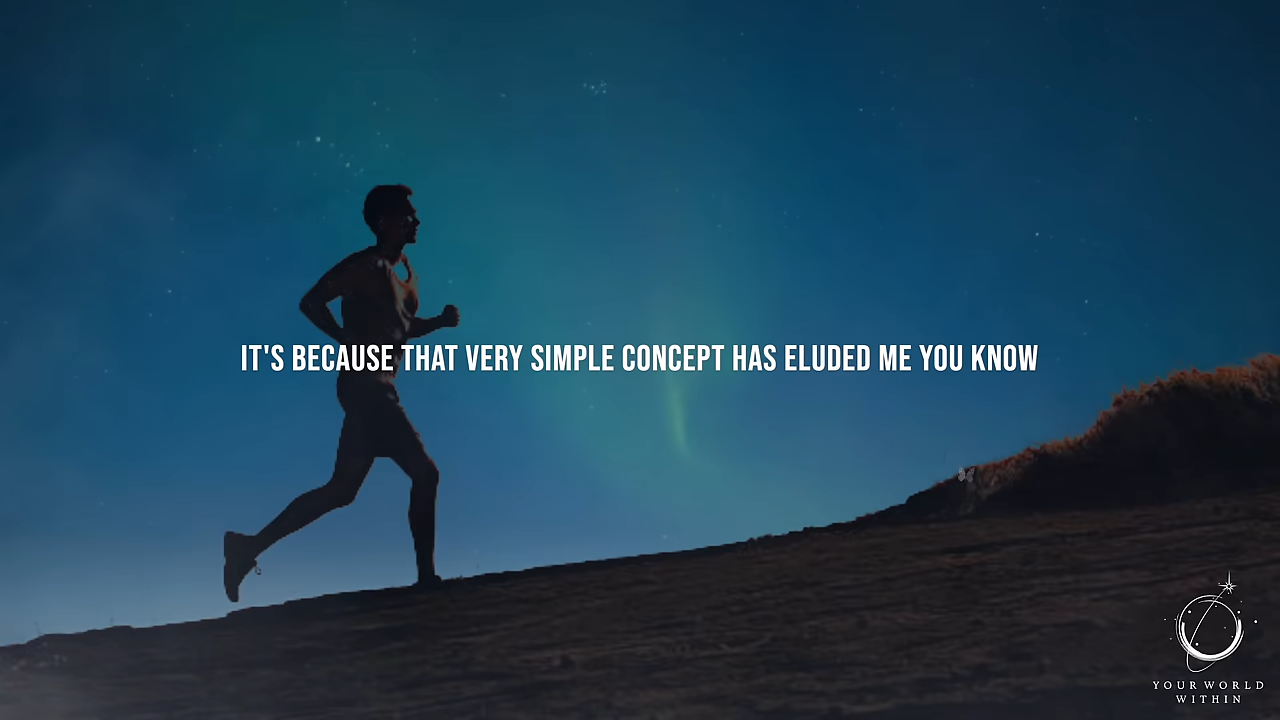 IT'S BECAUSE THAT VERY SIMPLE CONCEPT HAS ELUDED ME YOU KNOW
YOUR WORLD
WITHIN